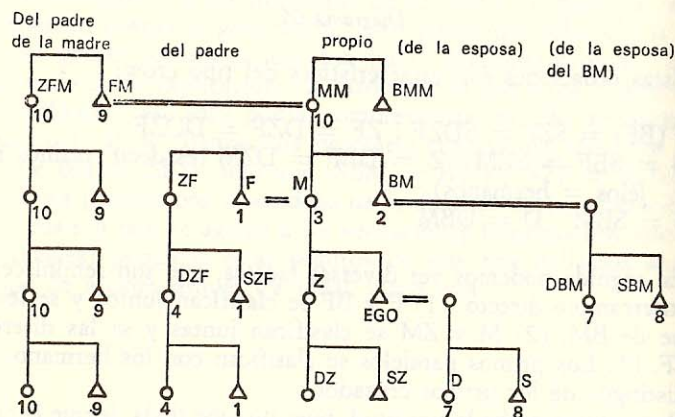 Del padre
de la madre
del padre
propio
(de la esposa)
(de la esposa)
del BM)
ZFM FM MM BMM
10 9 10
ZF F M BM
10 9 1 3 2
DZF SZF Z EGO DBM SBM
10 9 4 1 7 8
DZ SZ D S
10 9 4 1 7 8